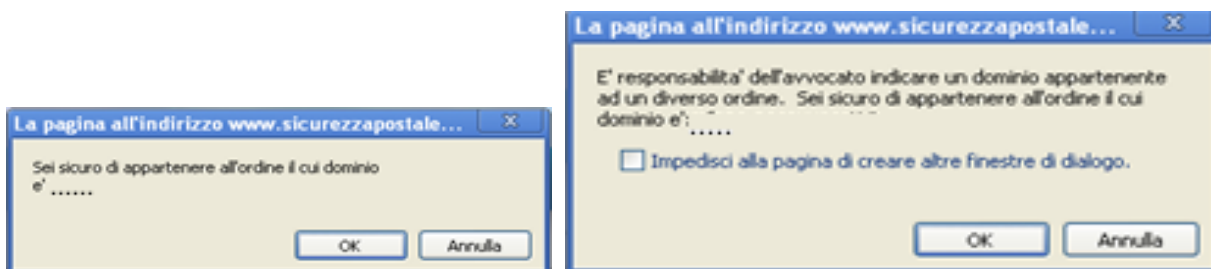 La pagina all'indirizzo www.sicurezzapostale...
Sei sicuro di appartenere all'ordine il cui dominio
e' ......
OK Annulla
La pagina all'indirizzo www.sicurezzapostale...
E' responsabilita' dell'avvocato indicare un dominio appartenente
ad un diverso ordine. Sei sicuro di appartenere all'ordine il cui
dominio e':.....
Impedisci alla pagina di creare altre finestre di dialogo.
OK Annulla